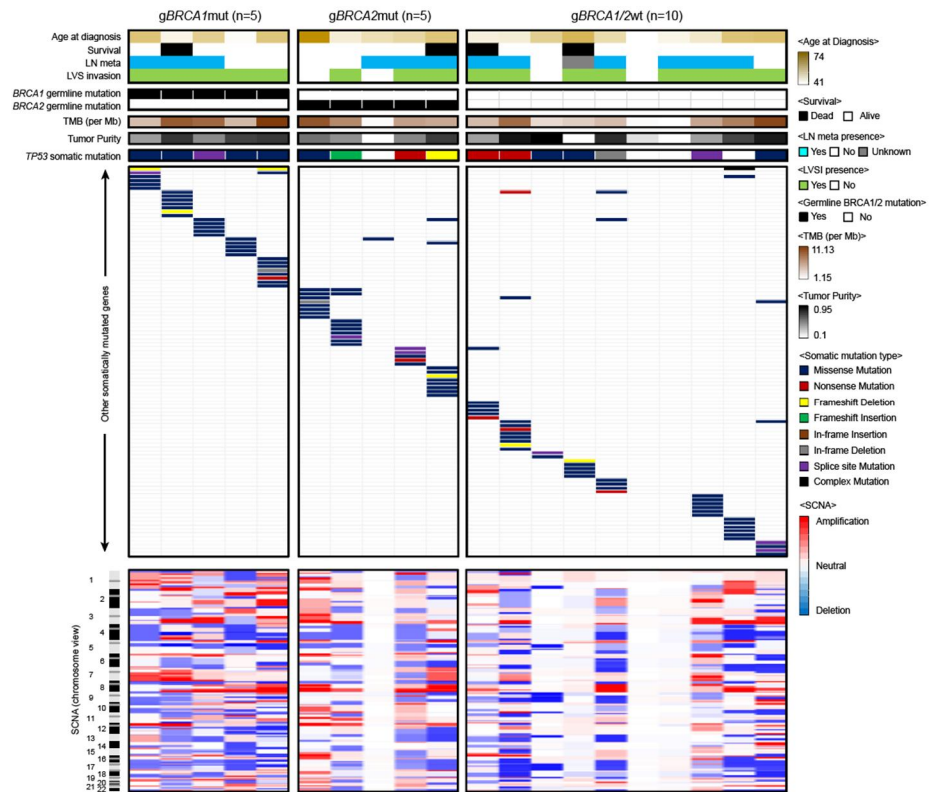 gBRCA1mut (n=5)
gBRCA2mut (n=5)
gBRCA1/2wt (n=10)
Age at diagnosis
Survival
LN meta
LVS invasion
BRCA1 germline mutation
BRCA2 germline mutation
TMB (per Mb)
Tumor Purity
TP53 somatic mutation
Other somatically mutated genes
SCNA (chromosome view)
1
2
3
4
5
6
7
8
9
10
11
12
13
14
15
16
17
18
19
20
21
22
<Age at Diagnosis>
74
41
<Survival>
Dead
Alive
<LN meta presence>
Yes
No
Unknown
<LVSI presence>
Yes
No
<Germline BRCA1/2 mutation>
Yes
No
<TMB (per Mb)>
11.13
1.15
<Tumor Purity>
0.95
0.1
<Somatic mutation type>
Missense Mutation
Nonsense Mutation
Frameshift Deletion
Frameshift Insertion
In-frame Insertion
In-frame Deletion
Splice site Mutation
Complex Mutation
<SCNA>
Amplification
Neutral
Deletion